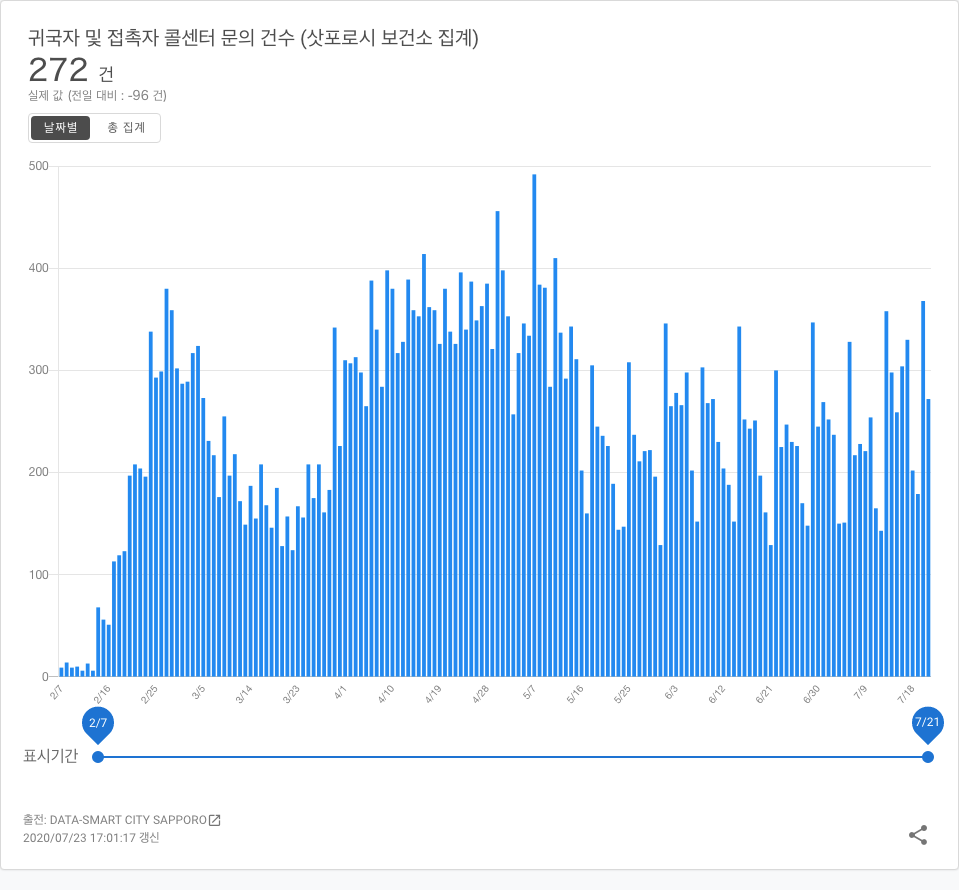 귀국자 및 접촉자 콜센터 문의 건수 (삿포로시 보건소 집계)
272 건
실제 값 (전일 대비 : -96 건)
날짜별 총 집계
500
400
300
200
100
0
2/7 2/16 2/25 3/5 3/14 3/23 4/1 4/10 4/19 4/28 5/7 5/16 5/25 6/3 6/12 6/21 6/30 7/9 7/18
2/7 7/21
표시기간
출전: DATA-SMART CITY SAPPORO
2020/07/23 17:01:17 갱신